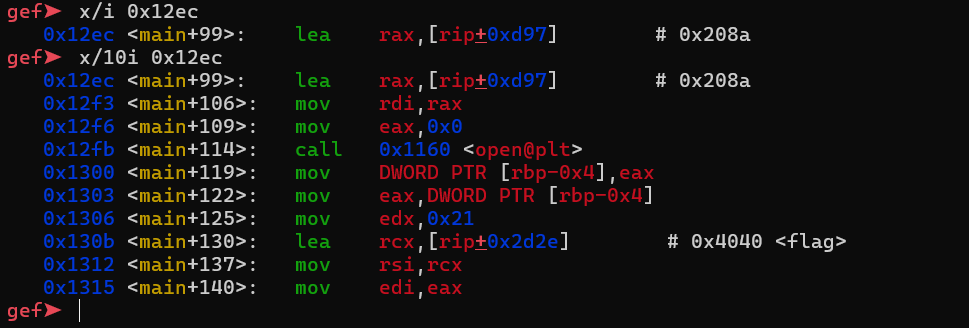 gef➤  x/i 0x12ec
   0x12ec <main+99>:	lea    rax,[rip+0xd97]        # 0x208a
gef➤  x/10i 0x12ec
   0x12ec <main+99>:	lea    rax,[rip+0xd97]        # 0x208a
   0x12f3 <main+106>:	mov    rdi,rax
   0x12f6 <main+109>:	mov    eax,0x0
   0x12fb <main+114>:	call   0x1160 <open@plt>
   0x1300 <main+119>:	mov    DWORD PTR [rbp-0x4],eax
   0x1303 <main+122>:	mov    eax,DWORD PTR [rbp-0x4]
   0x1306 <main+125>:	mov    edx,0x21
   0x130b <main+130>:	lea    rcx,[rip+0x2d2e]        # 0x4040 <flag>
   0x1312 <main+137>:	mov    rsi,rcx
   0x1315 <main+140>:	mov    edi,eax
gef➤